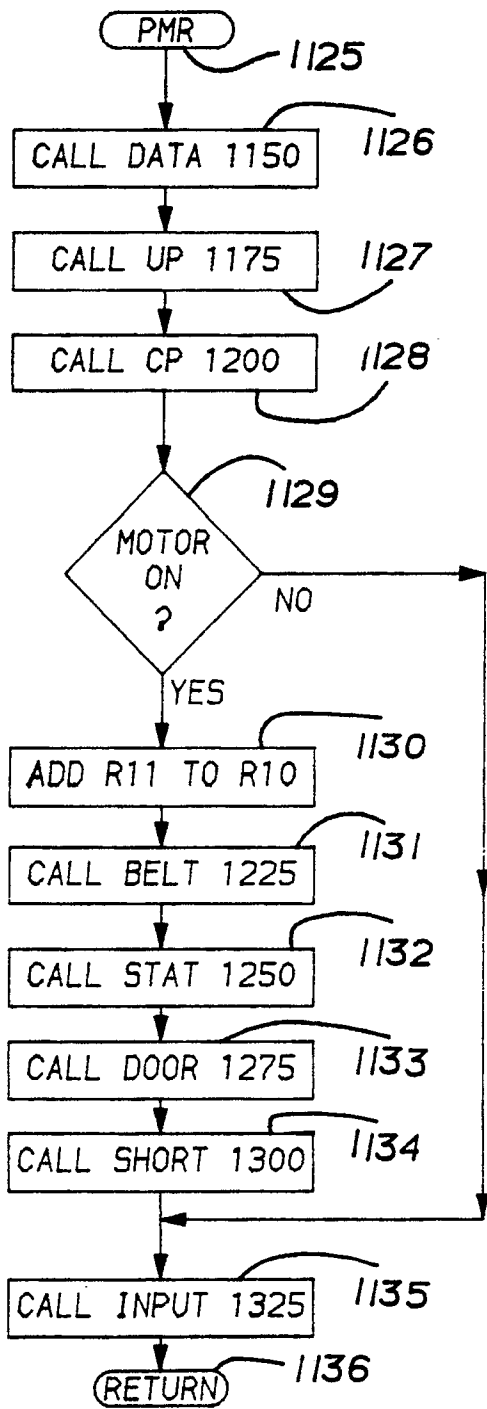 PMR
1125
1126
CALL DATA 1150
CALL UP 1175
1127
CALL CP 1200
1128
1129
MOTOR
ON
?
NO
YES
1130
ADD R11 TO R10
1131
CALL BELT 1225
1132
CALL STAT 1250
1133
CALL DOOR 1275
1134
CALL SHORT 1300
1135
CALL INPUT 1325
1136
RETURN